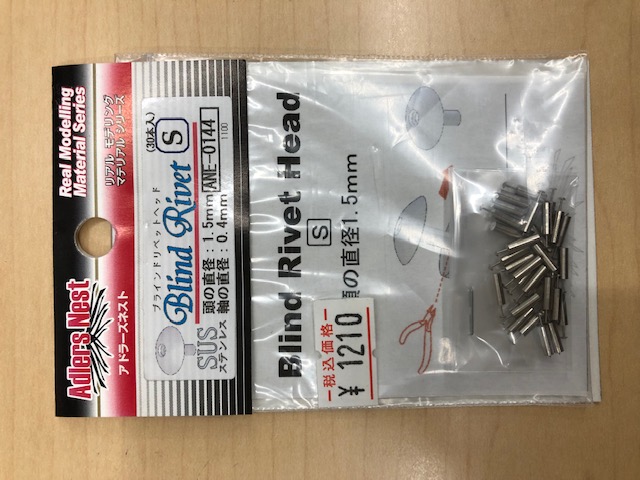 Adlers Nest
アドラーズネスト
Real Modelling
Material Series
リアル モデリング
マテリアル シリーズ
(30本入)
S
ブラインドリベットヘッド
Blind Rivet
SUS
ステンレス
頭の直径：1.5mm
軸の直径：0.4mm
ANE-0144
1100
Blind Rivet Head
S
頭の直径1.5mm
税込価格
¥ 1210